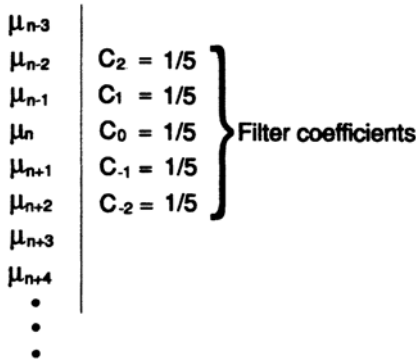 μn-3
μn-2 C2 = 1/5
μn-1 C1 = 1/5
μn C0 = 1/5 Filter coefficients
μn+1 C-1 = 1/5
μn+2 C-2 = 1/5
μn+3
μn+4